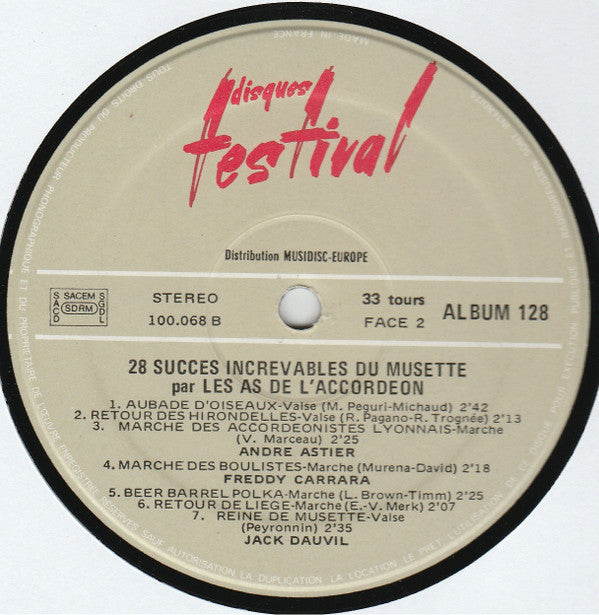 MADE IN FRANCE
disques
festival
Distribution MUSIDISC-EUROPE
SACD SACEM SDRM SGDL
STEREO
100.068 B
33 tours
FACE 2
ALBUM 128
28 SUCCES INCREVABLES DU MUSETTE
par LES AS DE L'ACCORDEON
1. AUBADE D'OISEAUX-Valse (M. Peguri-Michaud) 2'42
2. RETOUR DES HIRONDELLES-Valse (R. Pagano-R. Trognée) 2'13
3. MARCHE DES ACCORDEONISTES LYONNAIS-Marche
(V. Marceau) 2'25
ANDRE ASTIER
4. MARCHE DES BOULISTES-Marche (Murena-David) 2'18
FREDDY CARRARA
5. BEER BARREL POLKA-Marche (L. Brown-Timm) 2'25
6. RETOUR DE LIEGE-Marche (E.-V. Merk) 2'07
7. REINE DE MUSETTE-Valse
(Peyronnin) 2'35
JACK DAUVIL
TOUS DROITS DU PRODUCTEUR PHONOGRAPHIQUE ET DU PROPRIETAIRE DE L'ŒUVRE ENREGISTREE RESERVES SAUF AUTORISATION LA DUPLICATION LA LOCATION LE PRET L'UTILISATION DE CE DISQUE POUR EXECUTION PUBLIQUE ET